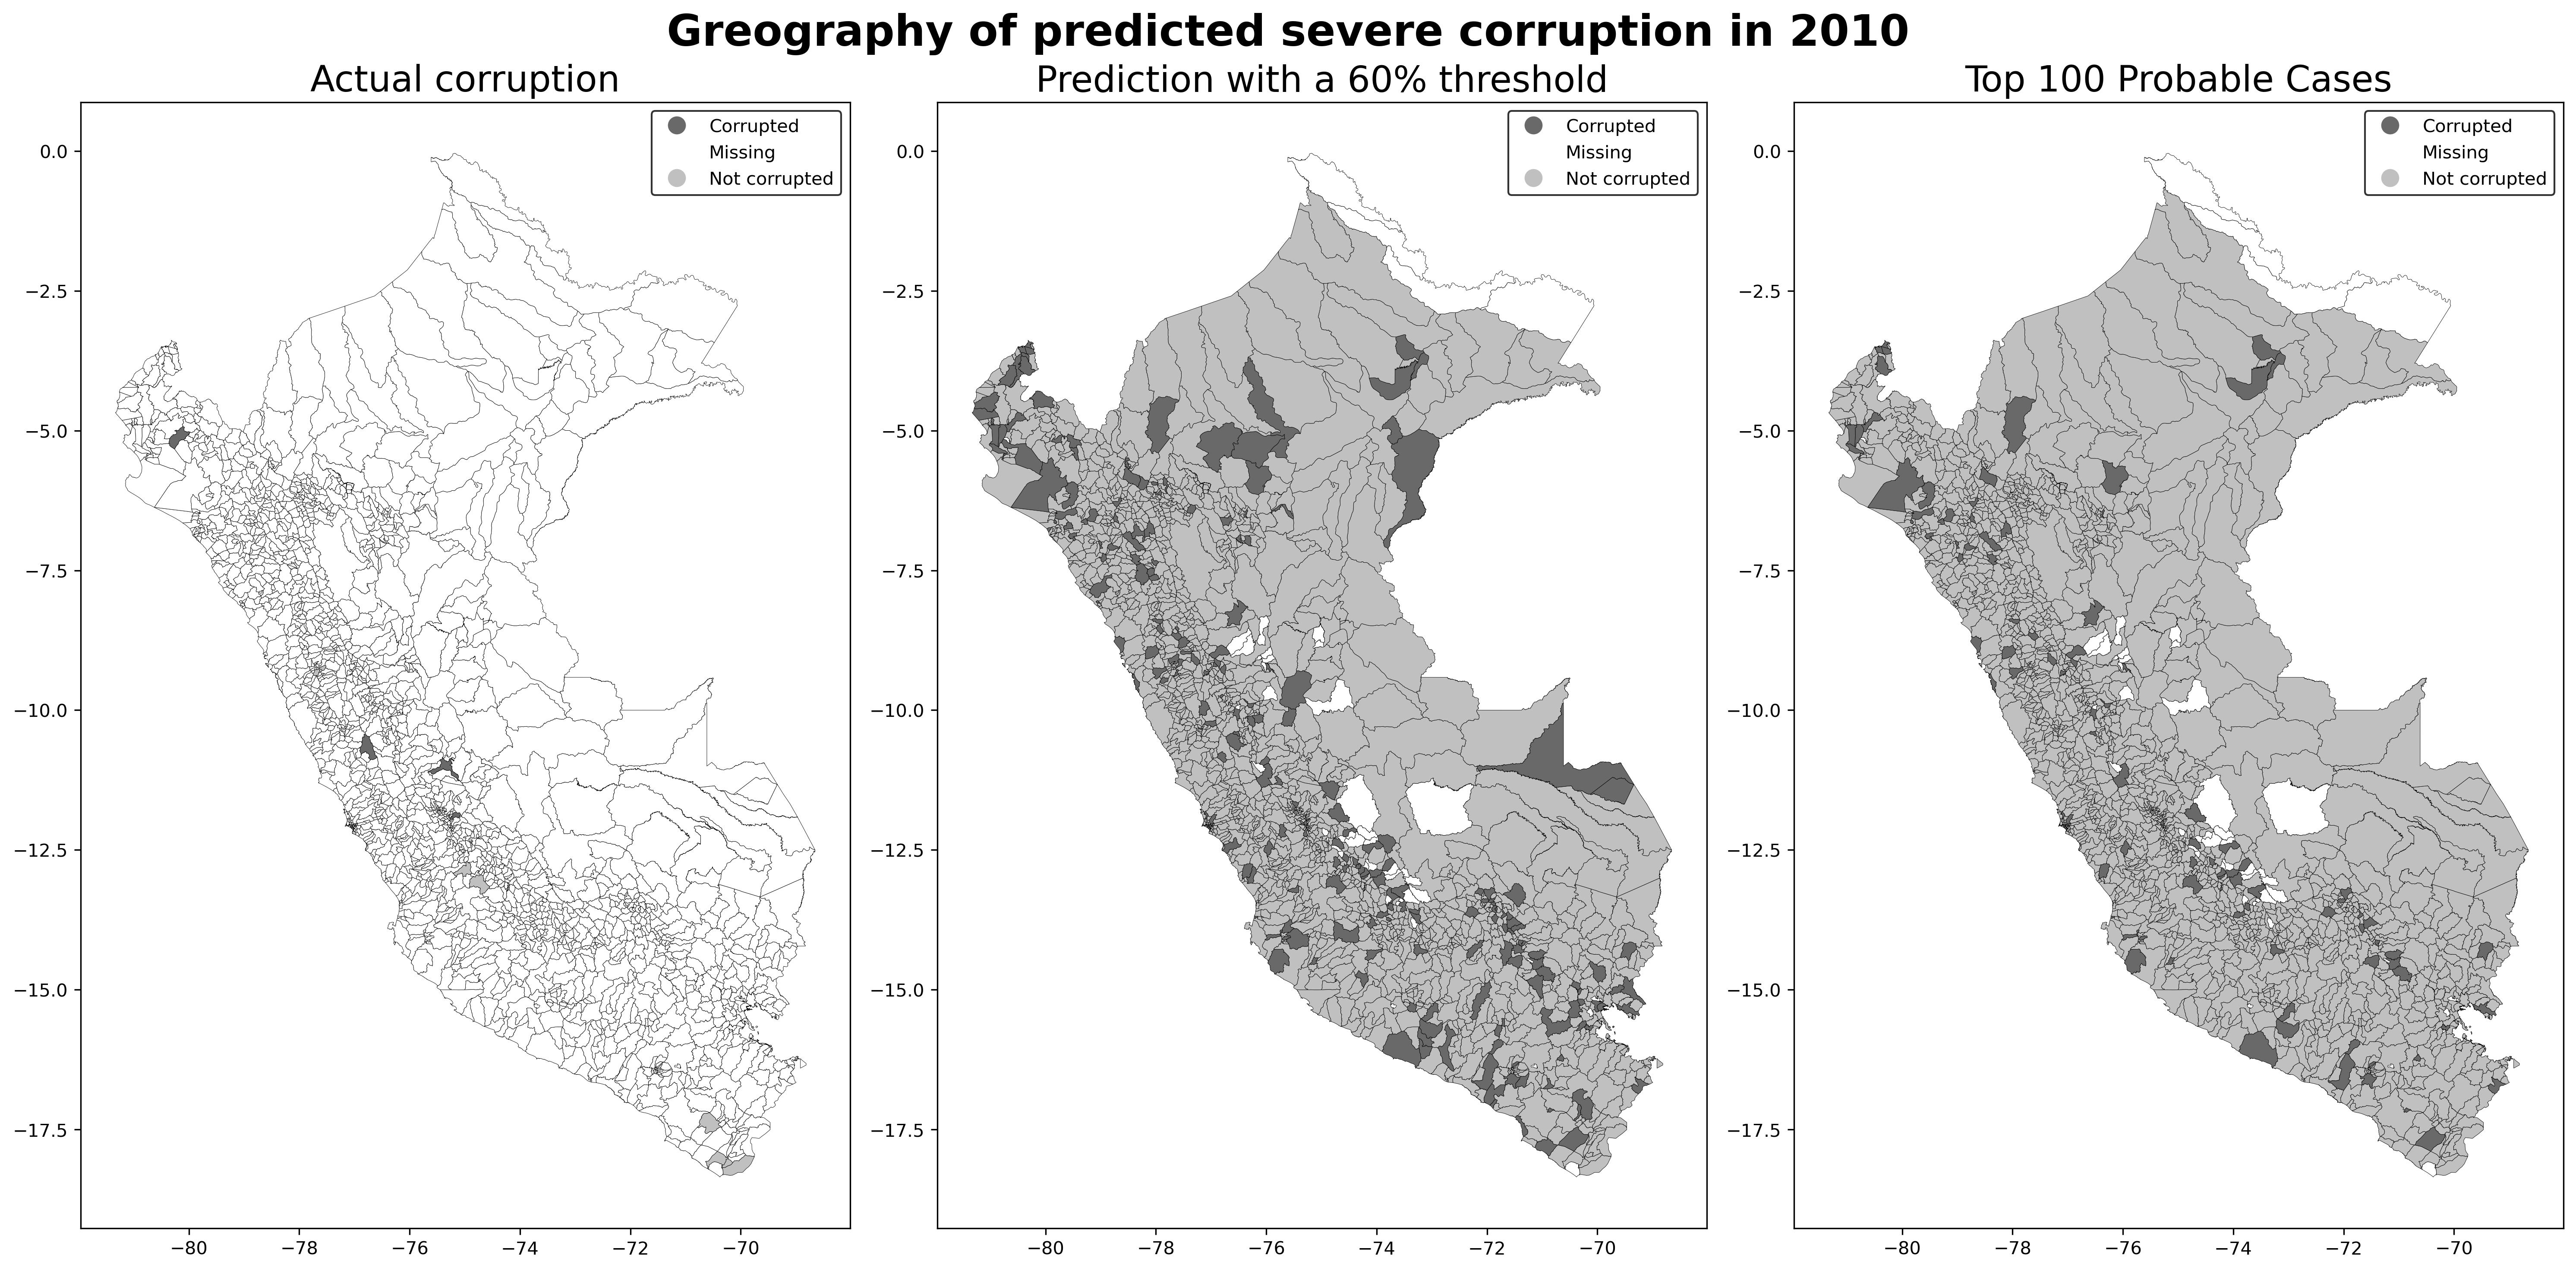 Greography of predicted severe corruption in 2010
Actual corruption
Corrupted
Missing
Not corrupted
0.0
−2.5
−5.0
−7.5
−10.0
−12.5
−15.0
−17.5
−80 −78 −76 −74 −72 −70
Prediction with a 60% threshold
Corrupted
Missing
Not corrupted
0.0
−2.5
−5.0
−7.5
−10.0
−12.5
−15.0
−17.5
−80 −78 −76 −74 −72 −70
Top 100 Probable Cases
Corrupted
Missing
Not corrupted
0.0
−2.5
−5.0
−7.5
−10.0
−12.5
−15.0
−17.5
−80 −78 −76 −74 −72 −70